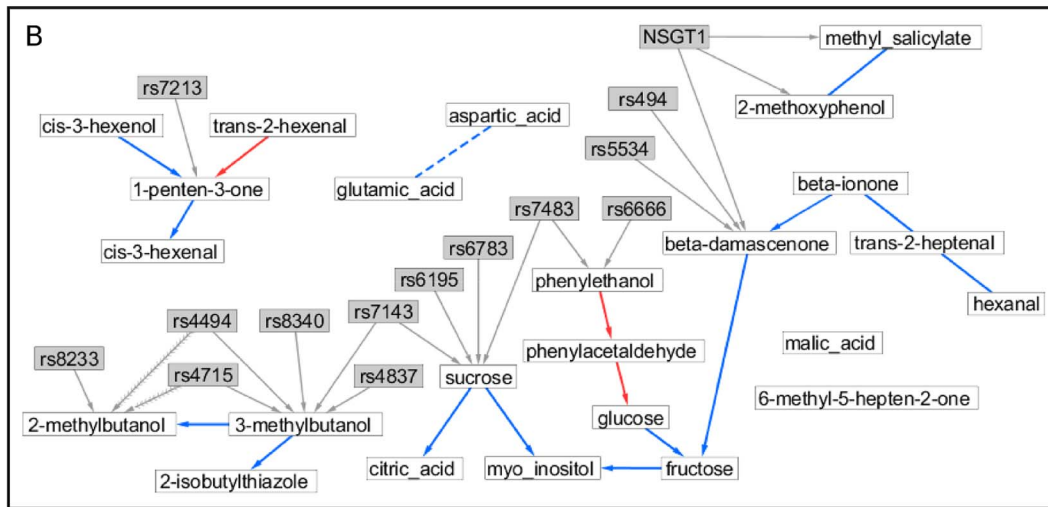 B
NSGT1
methyl_salicylate
rs7213
rs494
2-methoxyphenol
cis-3-hexenol
trans-2-hexenal
aspartic_acid
rs5534
1-penten-3-one
glutamic_acid
beta-ionone
rs7483
rs6666
cis-3-hexenal
rs6783
beta-damascenone
trans-2-heptenal
rs6195
phenylethanol
hexanal
rs4494
rs8340
rs7143
malic_acid
rs8233
rs4715
rs4837
sucrose
phenylacetaldehyde
6-methyl-5-hepten-2-one
2-methylbutanol
3-methylbutanol
glucose
2-isobutylthiazole
citric_acid
myo_inositol
fructose